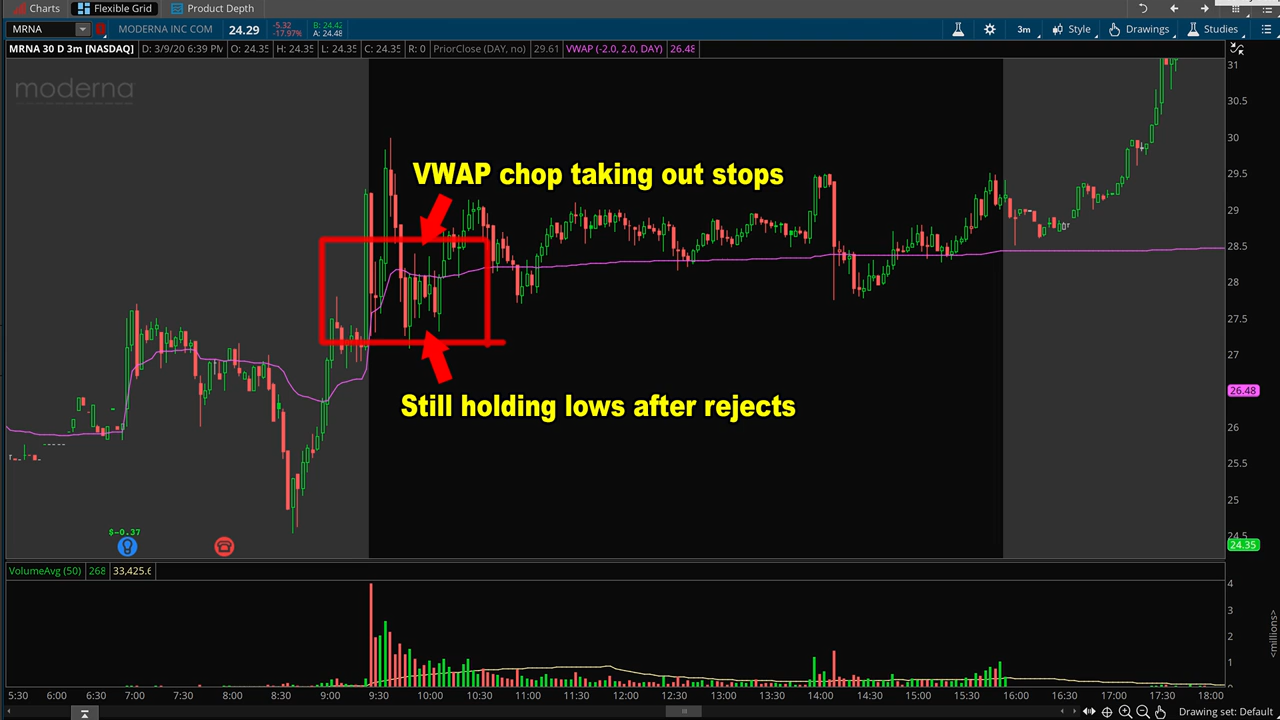 Charts Flexible Grid Product Depth
MRNA MODERNA INC COM 24.29 -5.32 -17.97% B: 24.42 A: 24.48 3m Style Drawings Studies
MRNA 30 D 3m [NASDAQ] D: 3/9/20 6:39 PM O: 24.35 H: 24.35 L: 24.35 C: 24.35 R: 0 PriorClose (DAY, no) 29.61 VWAP (-2.0, 2.0, DAY) 26.48
moderna
VWAP chop taking out stops
Still holding lows after rejects
31
30.5
30
29.5
29
28.5
28
27.5
27
26.48
26
25.5
25
24.5
24.35
$-0.37
VolumeAvg (50) 268 33,425.6
4
3
2
1
0
<millions>
5:30 6:00 6:30 7:00 7:30 8:00 8:30 9:00 9:30 10:00 10:30 11:00 11:30 12:00 12:30 13:00 13:30 14:00 14:30 15:00 15:30 16:00 16:30 17:00 17:30 18:00
Drawing set: Default